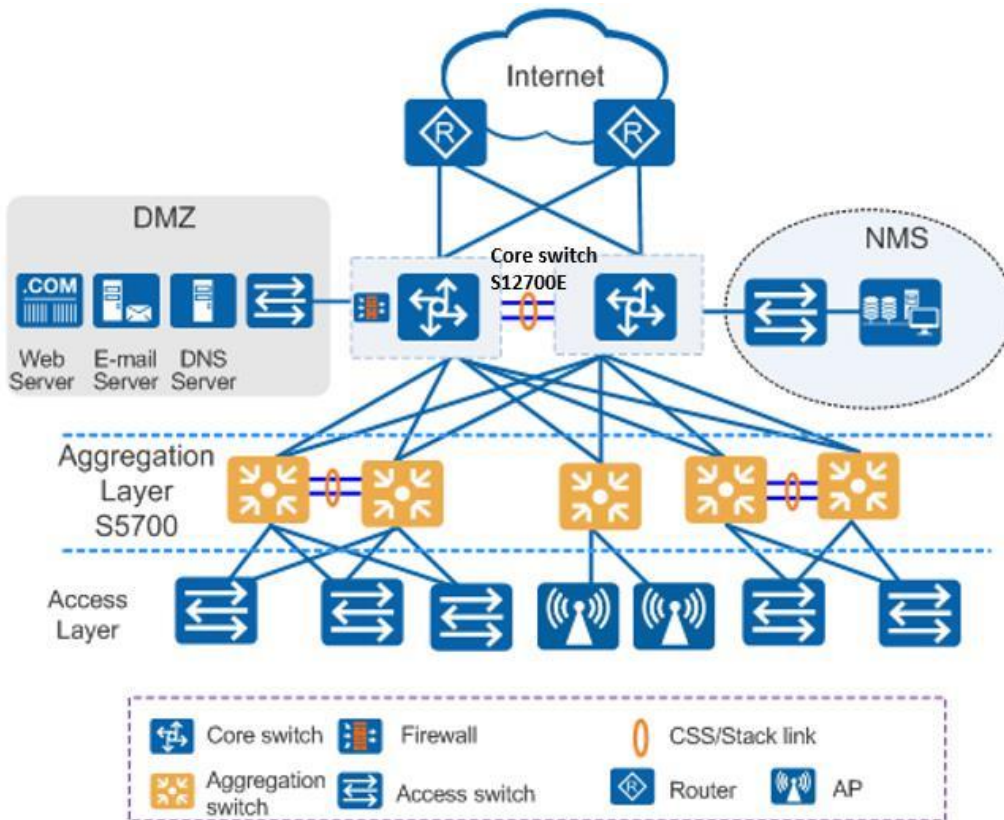 Internet
R
R
DMZ
NMS
Core switch
S12700E
.COM
Web
Server
E-mail
Server
DNS
Server
Aggregation
Layer
S5700
Access
Layer
Core switch
Firewall
CSS/Stack link
Aggregation
switch
Access switch
R
Router
AP